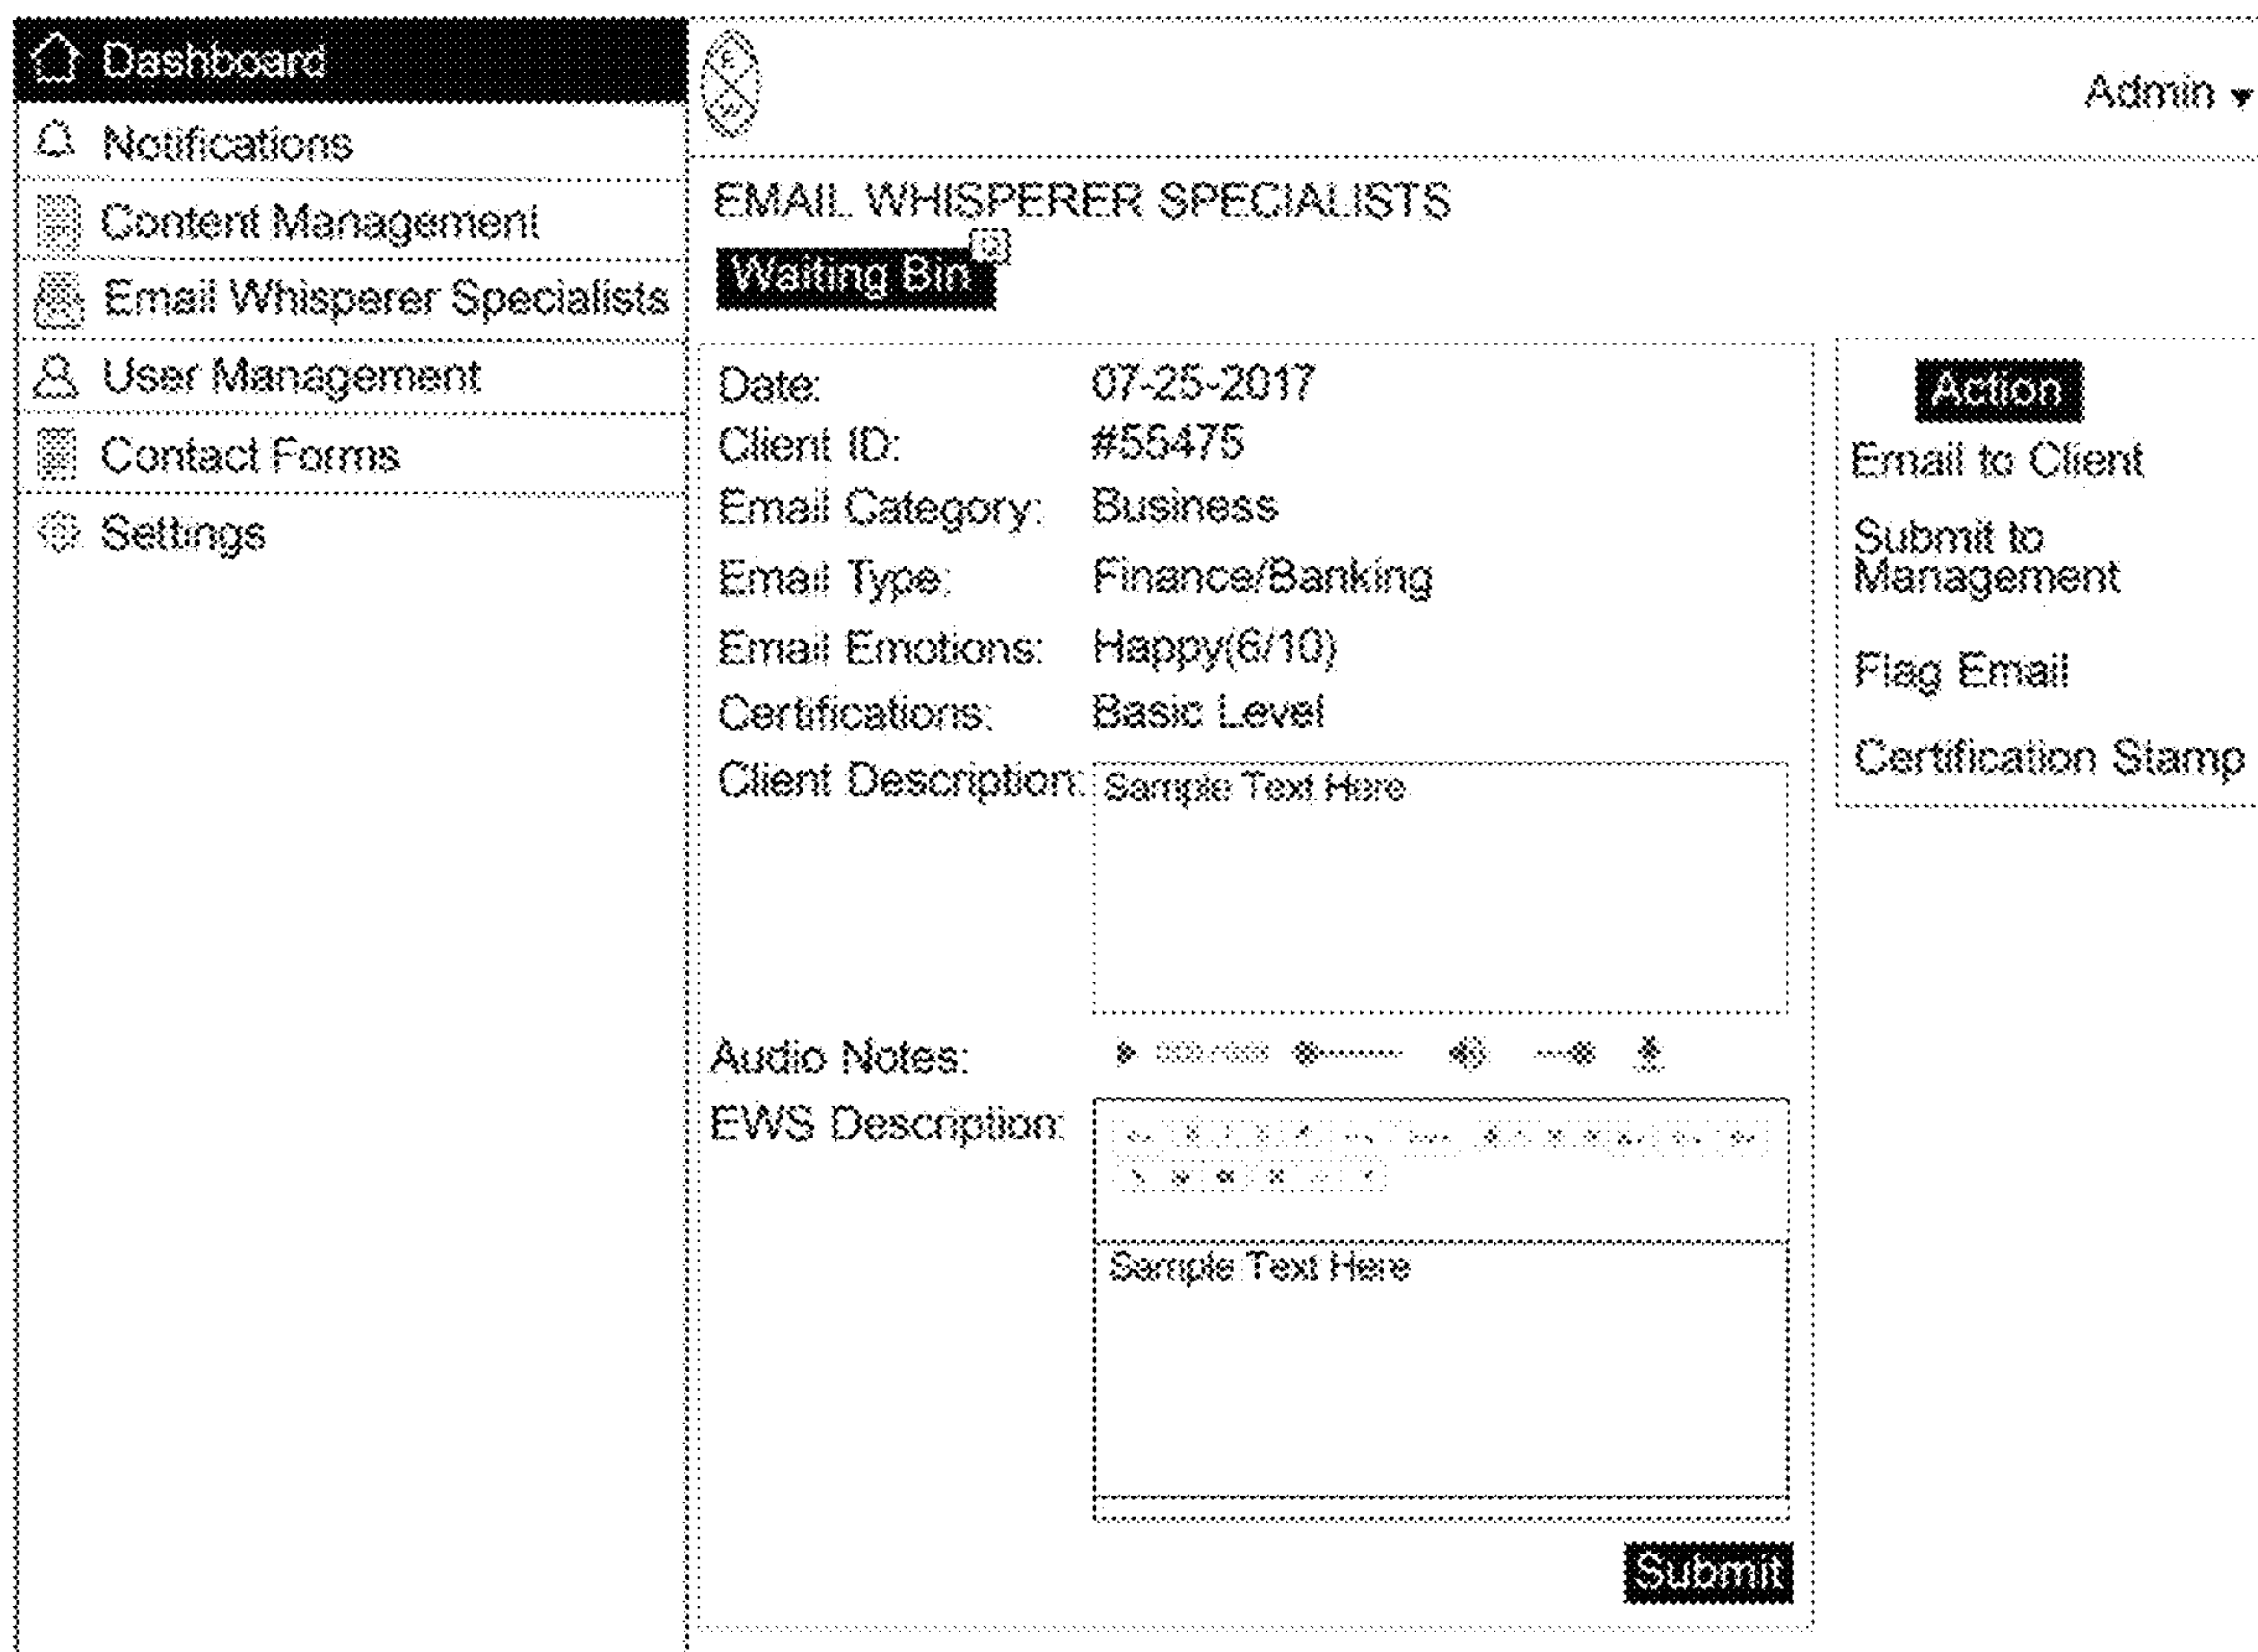 Dashboard
Notifications
Content Management
Email Whisperer Specialists
User Management
Contact Forms
Settings
Admin
EMAIL WHISPERER SPECIALISTS
Waiting Bin
Date: 07-25-2017
Client ID: #55475
Email Category: Business
Email Type: Finance/Banking
Email Emotions: Happy(6/10)
Certifications: Basic Level
Client Description: Sample Text Here
Audio Notes:
EWS Description:
Sample Text Here
Submit
Action
Email to Client
Submit to
Management
Flag Email
Certification Stamp